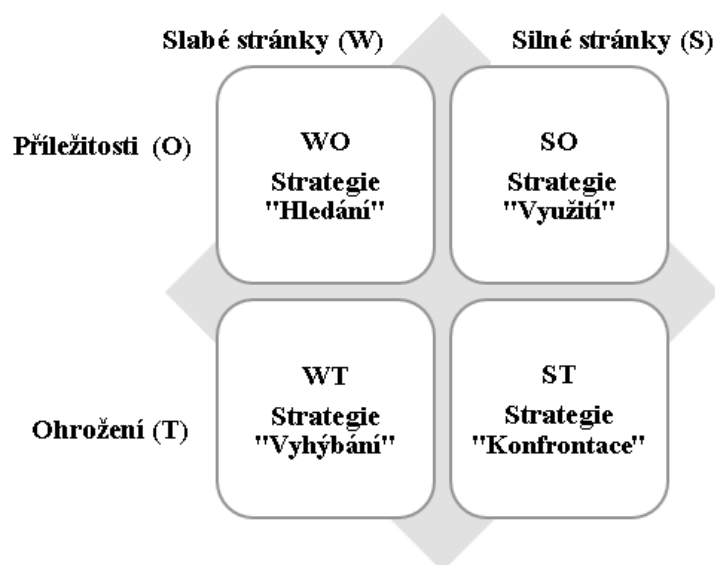 Slabé stránky (W)
Silné stránky (S)
Příležitosti (O)
WO
Strategie
"Hledání"
SO
Strategie
"Využití"
Ohrožení (T)
WT
Strategie
"Vyhýbání"
ST
Strategie
"Konfrontace"